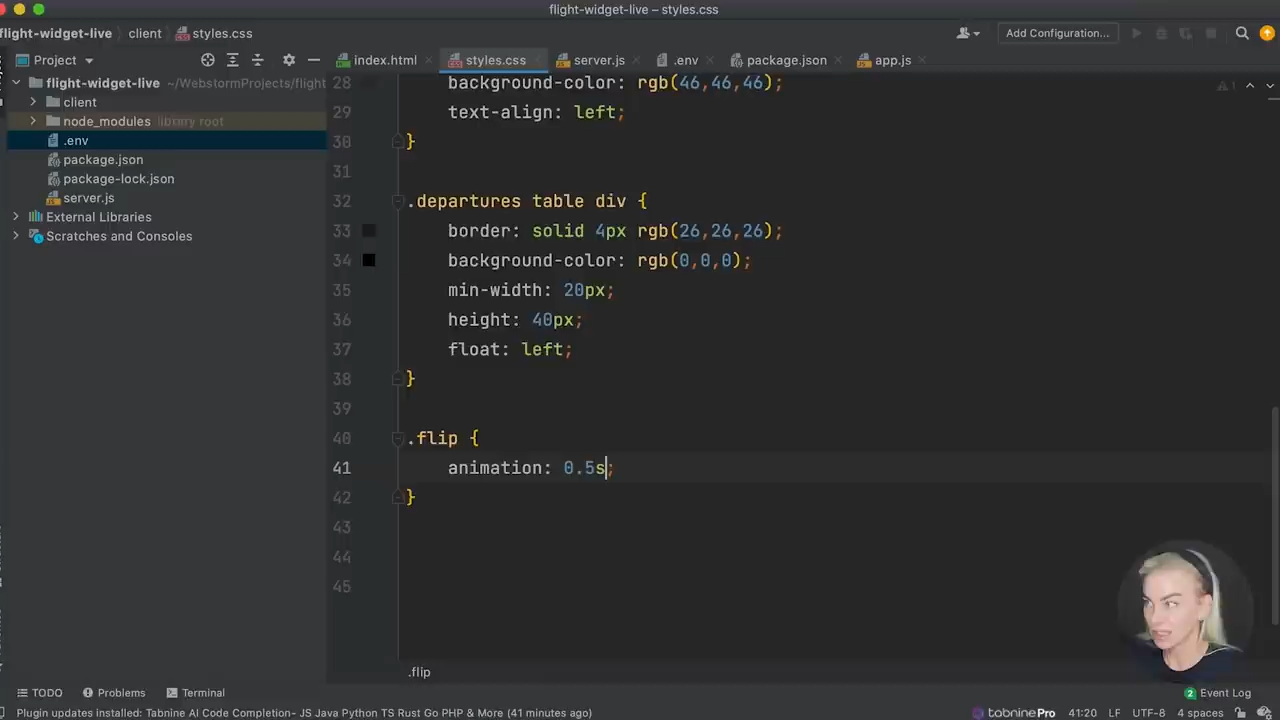 flight-widget-live – styles.css
flight-widget-live
client
styles.css
Add Configuration...
Project
index.html
styles.css
server.js
.env
package.json
app.js
flight-widget-live ~/WebstormProjects/flight
client
node_modules library root
.env
package.json
package-lock.json
server.js
External Libraries
Scratches and Consoles
28 background-color: rgb(46,46,46);
29 text-align: left;
30 }
31
32 .departures table div {
33 border: solid 4px rgb(26,26,26);
34 background-color: rgb(0,0,0);
35 min-width: 20px;
36 height: 40px;
37 float: left;
38 }
39
40 .flip {
41 animation: 0.5s;
42 }
43
44
45
1
.flip
TODO
Problems
Terminal
2 Event Log
Plugin updates installed: Tabnine AI Code Completion- JS Java Python TS Rust Go PHP & More (41 minutes ago)
tabninePro
41:20
LF
UTF-8
4 spaces